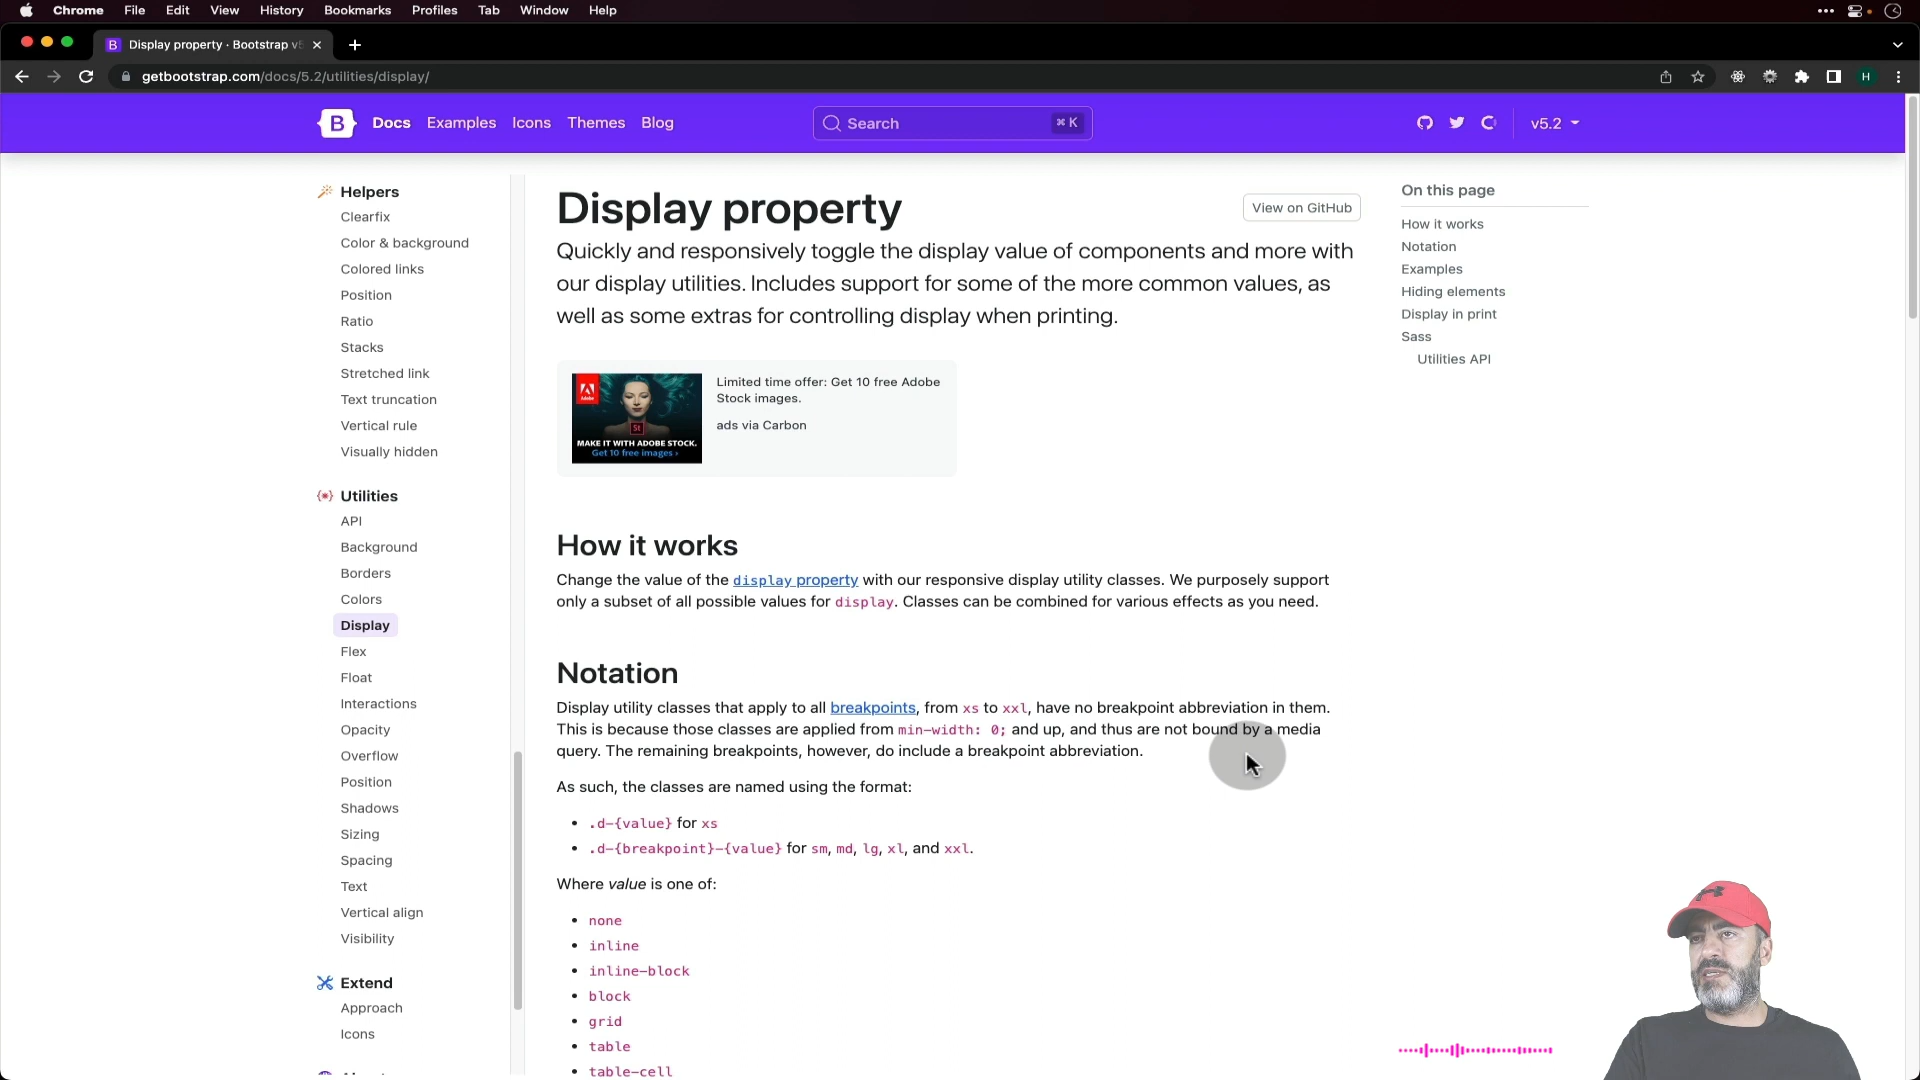 Chrome File Edit View History Bookmarks Profiles Tab Window Help
Display property · Bootstrap v5
getbootstrap.com/docs/5.2/utilities/display/
H
B Docs Examples Icons Themes Blog
Search ⌘ K
v5.2
Helpers
Clearfix
Color & background
Colored links
Position
Ratio
Stacks
Stretched link
Text truncation
Vertical rule
Visually hidden
Utilities
API
Background
Borders
Colors
Display
Flex
Float
Interactions
Opacity
Overflow
Position
Shadows
Sizing
Spacing
Text
Vertical align
Visibility
Extend
Approach
Icons
Display property
View on GitHub
Quickly and responsively toggle the display value of components and more with
our display utilities. Includes support for some of the more common values, as
well as some extras for controlling display when printing.
Adobe
St
MAKE IT WITH ADOBE STOCK.
Get 10 free images ›
Limited time offer: Get 10 free Adobe
Stock images.
ads via Carbon
How it works
Change the value of the display property with our responsive display utility classes. We purposely support
only a subset of all possible values for display. Classes can be combined for various effects as you need.
Notation
Display utility classes that apply to all breakpoints, from xs to xxl, have no breakpoint abbreviation in them.
This is because those classes are applied from min-width: 0; and up, and thus are not bound by a media
query. The remaining breakpoints, however, do include a breakpoint abbreviation.
As such, the classes are named using the format:
• .d-{value} for xs
• .d-{breakpoint}-{value} for sm, md, lg, xl, and xxl.
Where value is one of:
• none
• inline
• inline-block
• block
• grid
• table
• table-cell
On this page
How it works
Notation
Examples
Hiding elements
Display in print
Sass
Utilities API